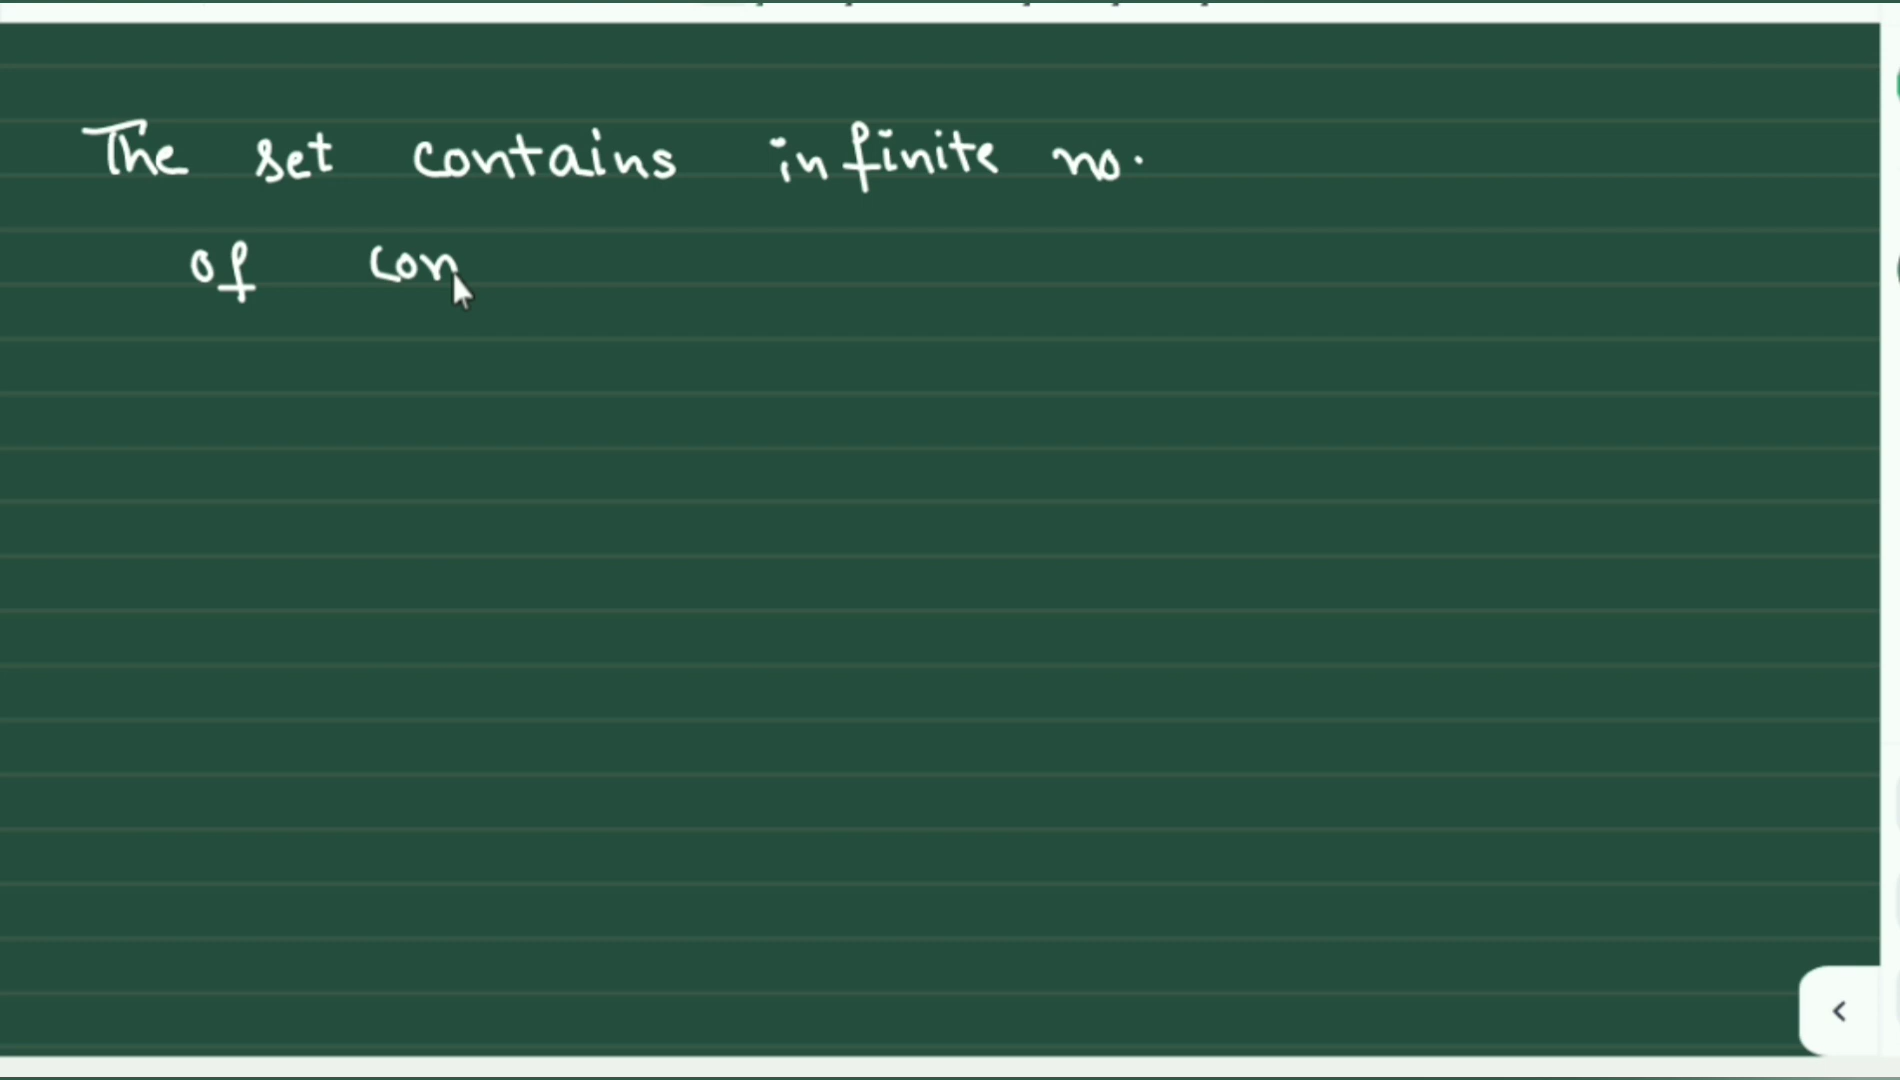 The set contains infinite no.
of con